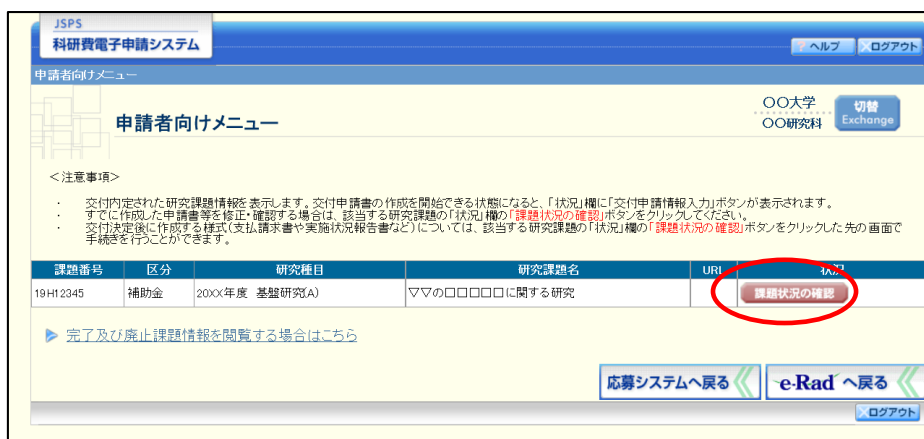 JSPS
科研費電子申請システム
? ヘルプ
ログアウト
申請者向けメニュー
申請者向けメニュー
〇〇大学
〇〇研究科
切替
Exchange
<注意事項>
・ 交付内定された研究課題情報を表示します。交付申請書の作成を開始できる状態になると、「状況」欄に「交付申請情報入力」ボタンが表示されます。
・ すでに作成した申請書等を修正・確認する場合は、該当する研究課題の「状況」欄の「課題状況の確認」ボタンをクリックしてください。
・ 交付決定後に作成する様式(支払請求書や実施状況報告書など)については、該当する研究課題の「状況」欄の「課題状況の確認」ボタンをクリックした先の画面で
手続きを行うことができます。
課題番号 区分 研究種目 研究課題名 URL 状況
19H12345 補助金 20XX年度 基盤研究(A) ▽▽の□□□□□に関する研究 課題状況の確認
完了及び廃止課題情報を閲覧する場合はこちら
応募システムへ戻る
e-Rad へ戻る
ログアウト